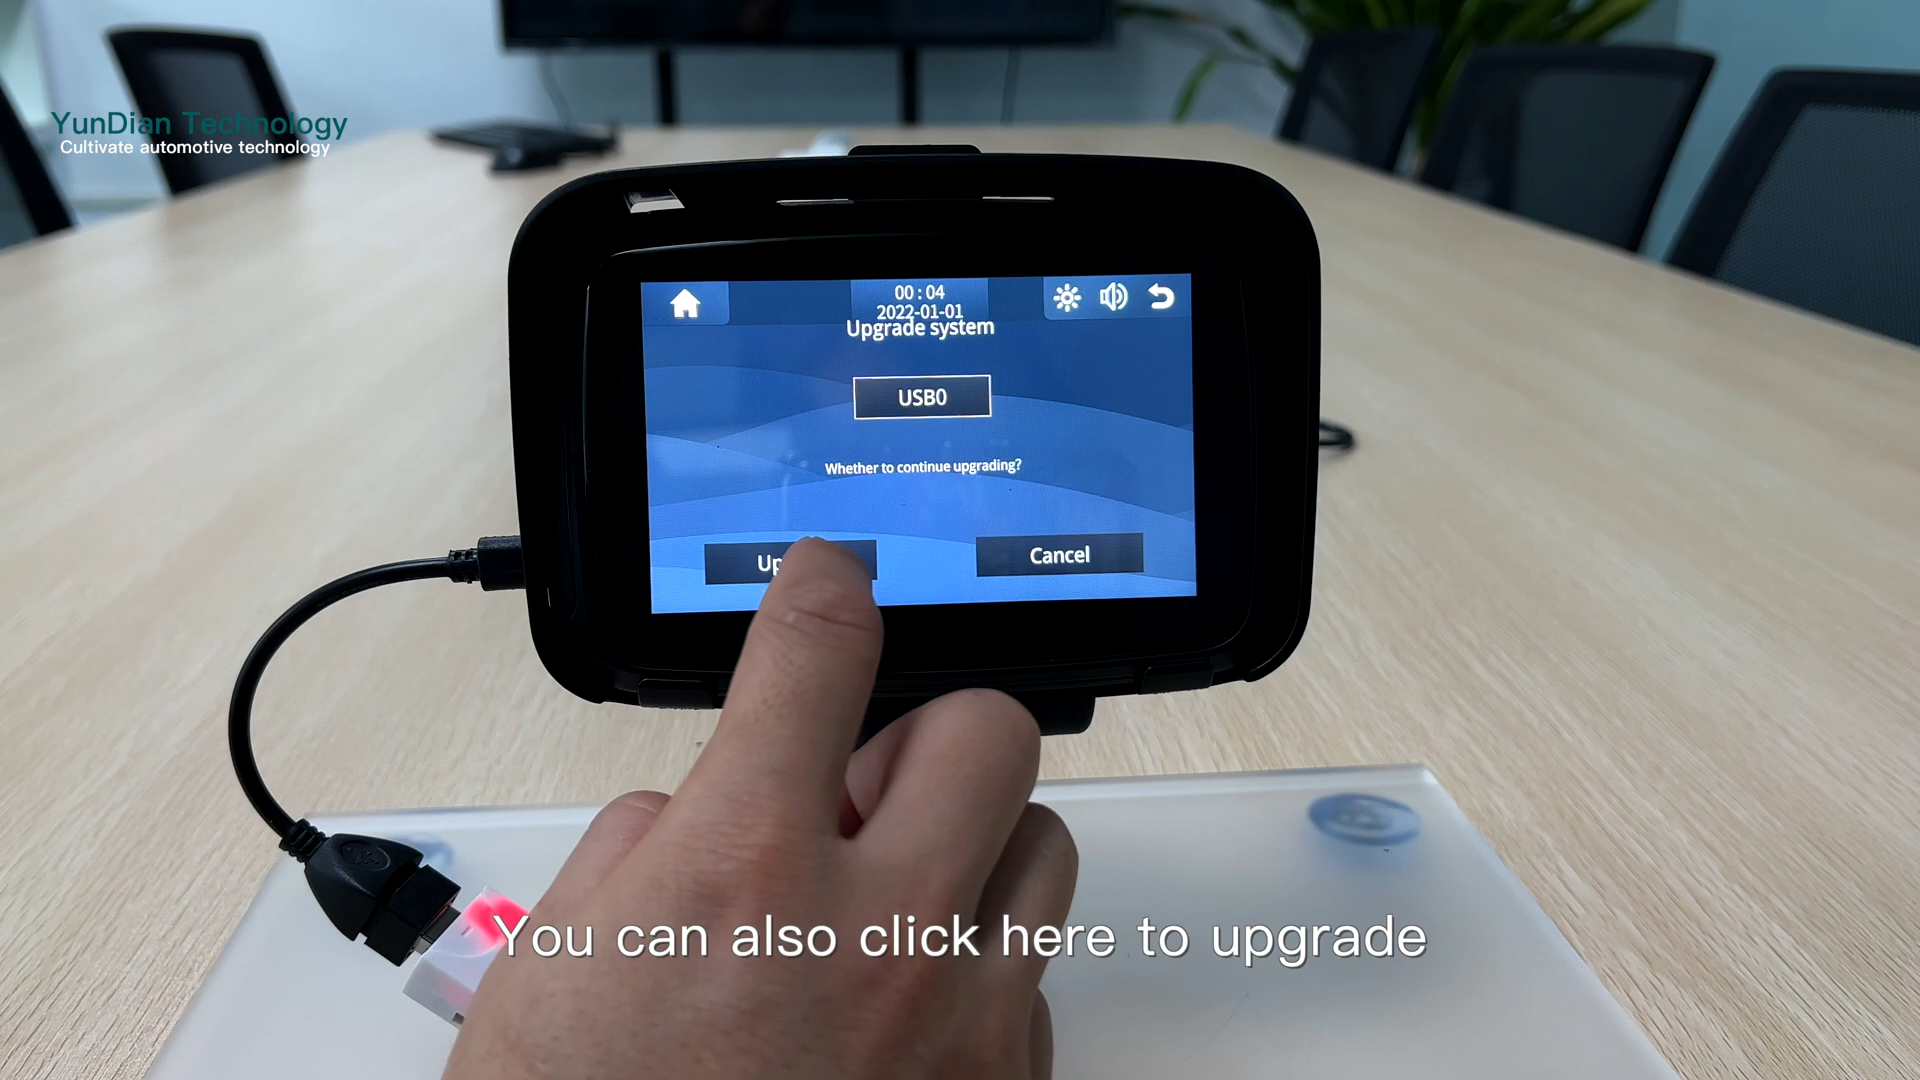 YunDian Technology
Cultivate automotive technology
00 : 04
2022-01-01
Upgrade system
USB0
Whether to continue upgrading?
Cancel
You can also click here to upgrade